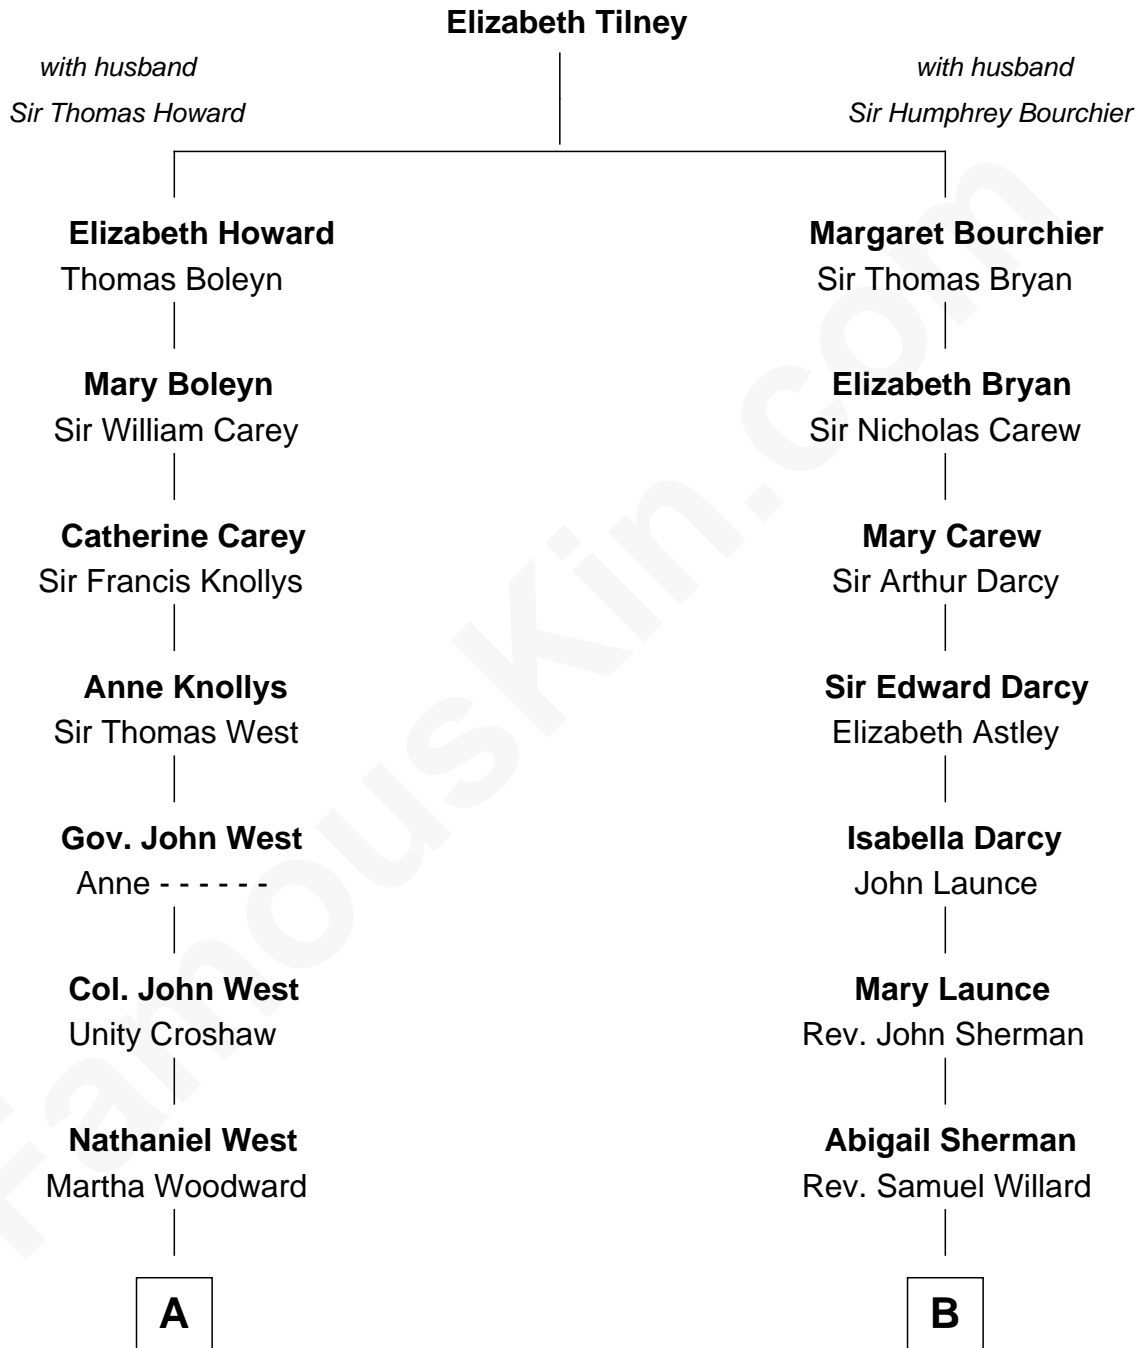 Elizabeth Tilney
with husband
Sir Thomas Howard
with husband
Sir Humphrey Bourchier
Elizabeth Howard
Thomas Boleyn
Margaret Bourchier
Sir Thomas Bryan
Mary Boleyn
Sir William Carey
Elizabeth Bryan
Sir Nicholas Carew
Catherine Carey
Sir Francis Knollys
Mary Carew
Sir Arthur Darcy
Anne Knollys
Sir Thomas West
Sir Edward Darcy
Elizabeth Astley
Gov. John West
Anne - - - - - -
Isabella Darcy
John Launce
Col. John West
Unity Croshaw
Mary Launce
Rev. John Sherman
Nathaniel West
Martha Woodward
Abigail Sherman
Rev. Samuel Willard
A
B
FamousKin.com